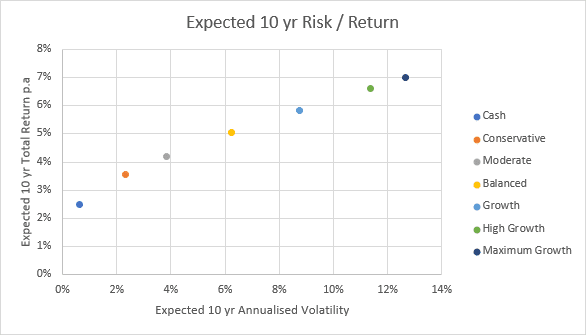 Expected 10 yr Risk / Return
Expected 10 yr Total Return p.a
8%
7%
6%
5%
4%
3%
2%
1%
0%
0%
2%
4%
6%
8%
10%
12%
14%
Expected 10 yr Annualised Volatility
Cash
Conservative
Moderate
Balanced
Growth
High Growth
Maximum Growth